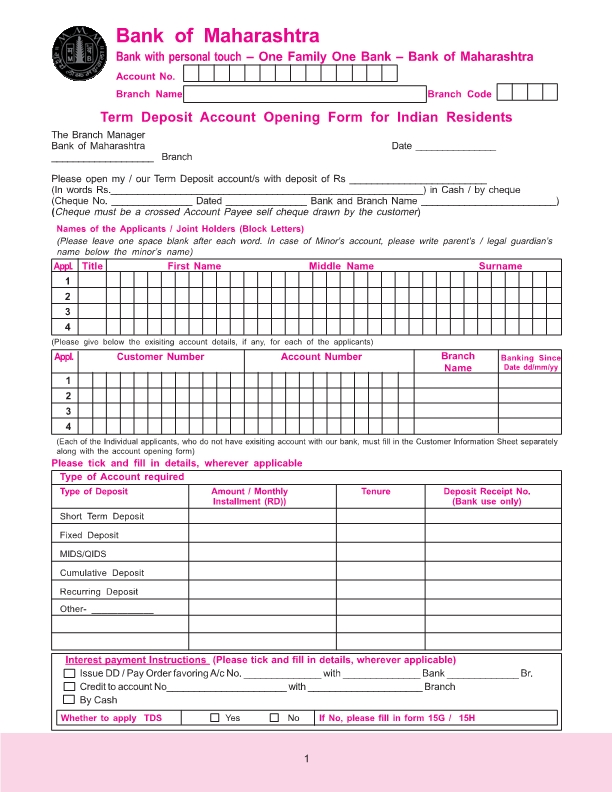 Bank of Maharashtra
Bank with personal touch – One Family One Bank – Bank of Maharashtra
Account No.
Branch Name
Branch Code
Term Deposit Account Opening Form for Indian Residents
The Branch Manager
Bank of Maharashtra Date _______________
___________________ Branch
Please open my / our Term Deposit account/s with deposit of Rs _________________________
(In words Rs.________________________________________________________) in Cash / by cheque
(Cheque No. _______________ Dated _______________ Bank and Branch Name _________________________)
(Cheque must be a crossed Account Payee self cheque drawn by the customer)
Names of the Applicants / Joint Holders (Block Letters)
(Please leave one space blank after each word. In case of Minor's account, please write parent's / legal guardian's
name below the minor's name)
Appl. Title First Name Middle Name Surname
1
2
3
4
(Please give below the exisiting account details, if any, for each of the applicants)
Appl. Customer Number Account Number Branch Name Banking Since Date dd/mm/yy
1
2
3
4
(Each of the Individual applicants, who do not have exisiting account with our bank, must fill in the Customer Information Sheet separately
along with the account opening form)
Please tick and fill in details, wherever applicable
Type of Account required
Type of Deposit Amount / Monthly Installment (RD)) Tenure Deposit Receipt No. (Bank use only)
Short Term Deposit
Fixed Deposit
MIDS/QIDS
Cumulative Deposit
Recurring Deposit
Other- ____________
Interest payment Instructions (Please tick and fill in details, wherever applicable)
Issue DD / Pay Order favoring A/c No. ______________ with ______________ Bank _____________ Br.
Credit to account No______________________ with _____________________ Branch
By Cash
Whether to apply TDS Yes No If No, please fill in form 15G / 15H
1